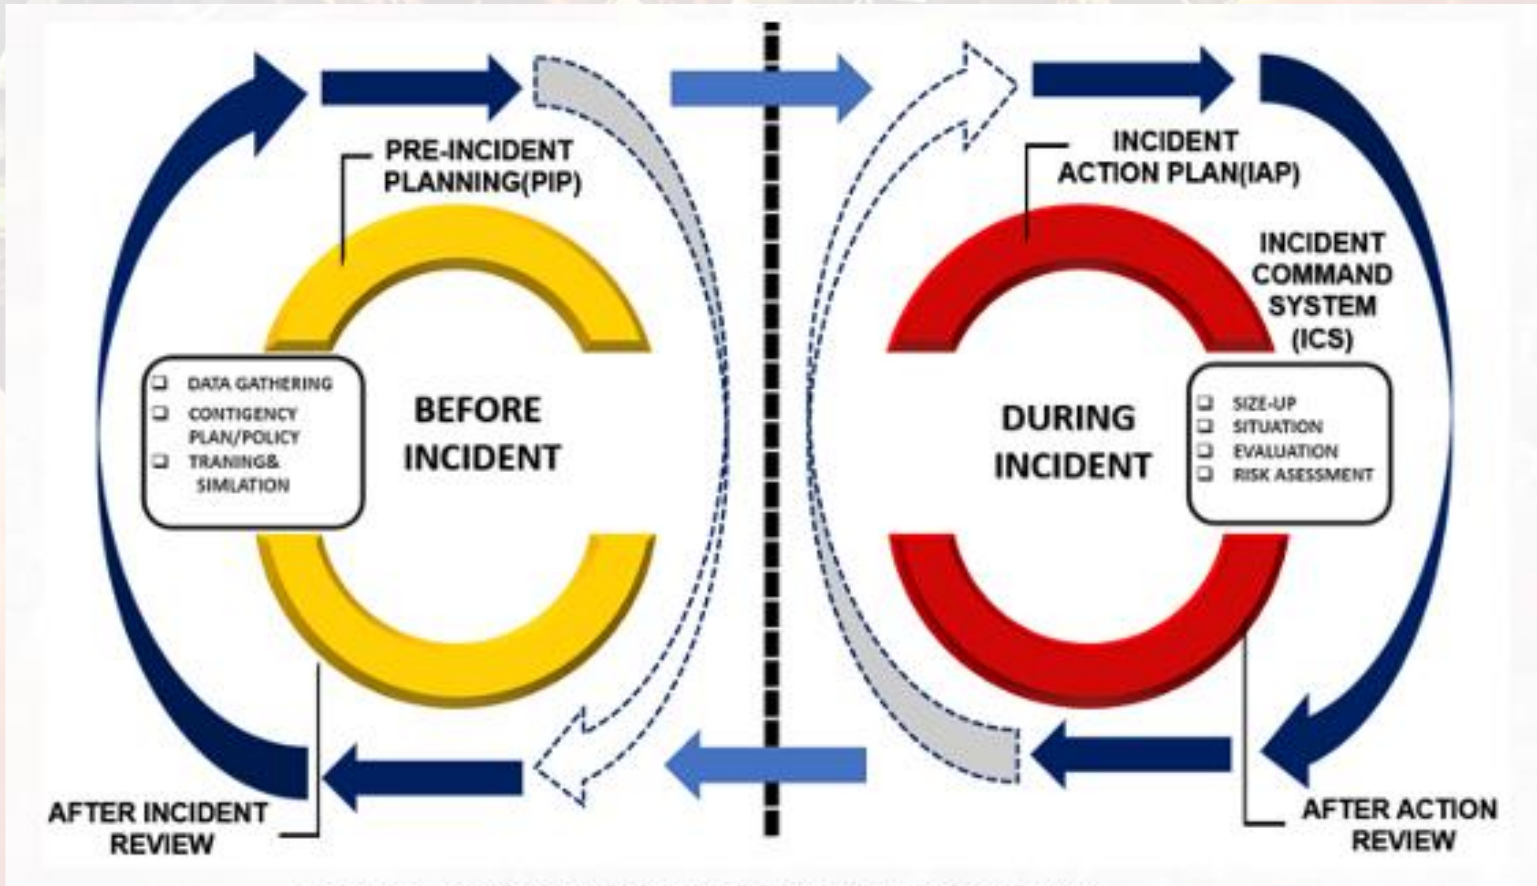 PRE-INCIDENT
PLANNING(PIP)
DATA GATHERING
CONTIGENCY
PLAN/POLICY
TRANING&
SIMLATION
BEFORE
INCIDENT
AFTER INCIDENT
REVIEW
INCIDENT
ACTION PLAN(IAP)
INCIDENT
COMMAND
SYSTEM
(ICS)
DURING
INCIDENT
SIZE-UP
SITUATION
EVALUATION
RISK ASESSMENT
AFTER ACTION
REVIEW